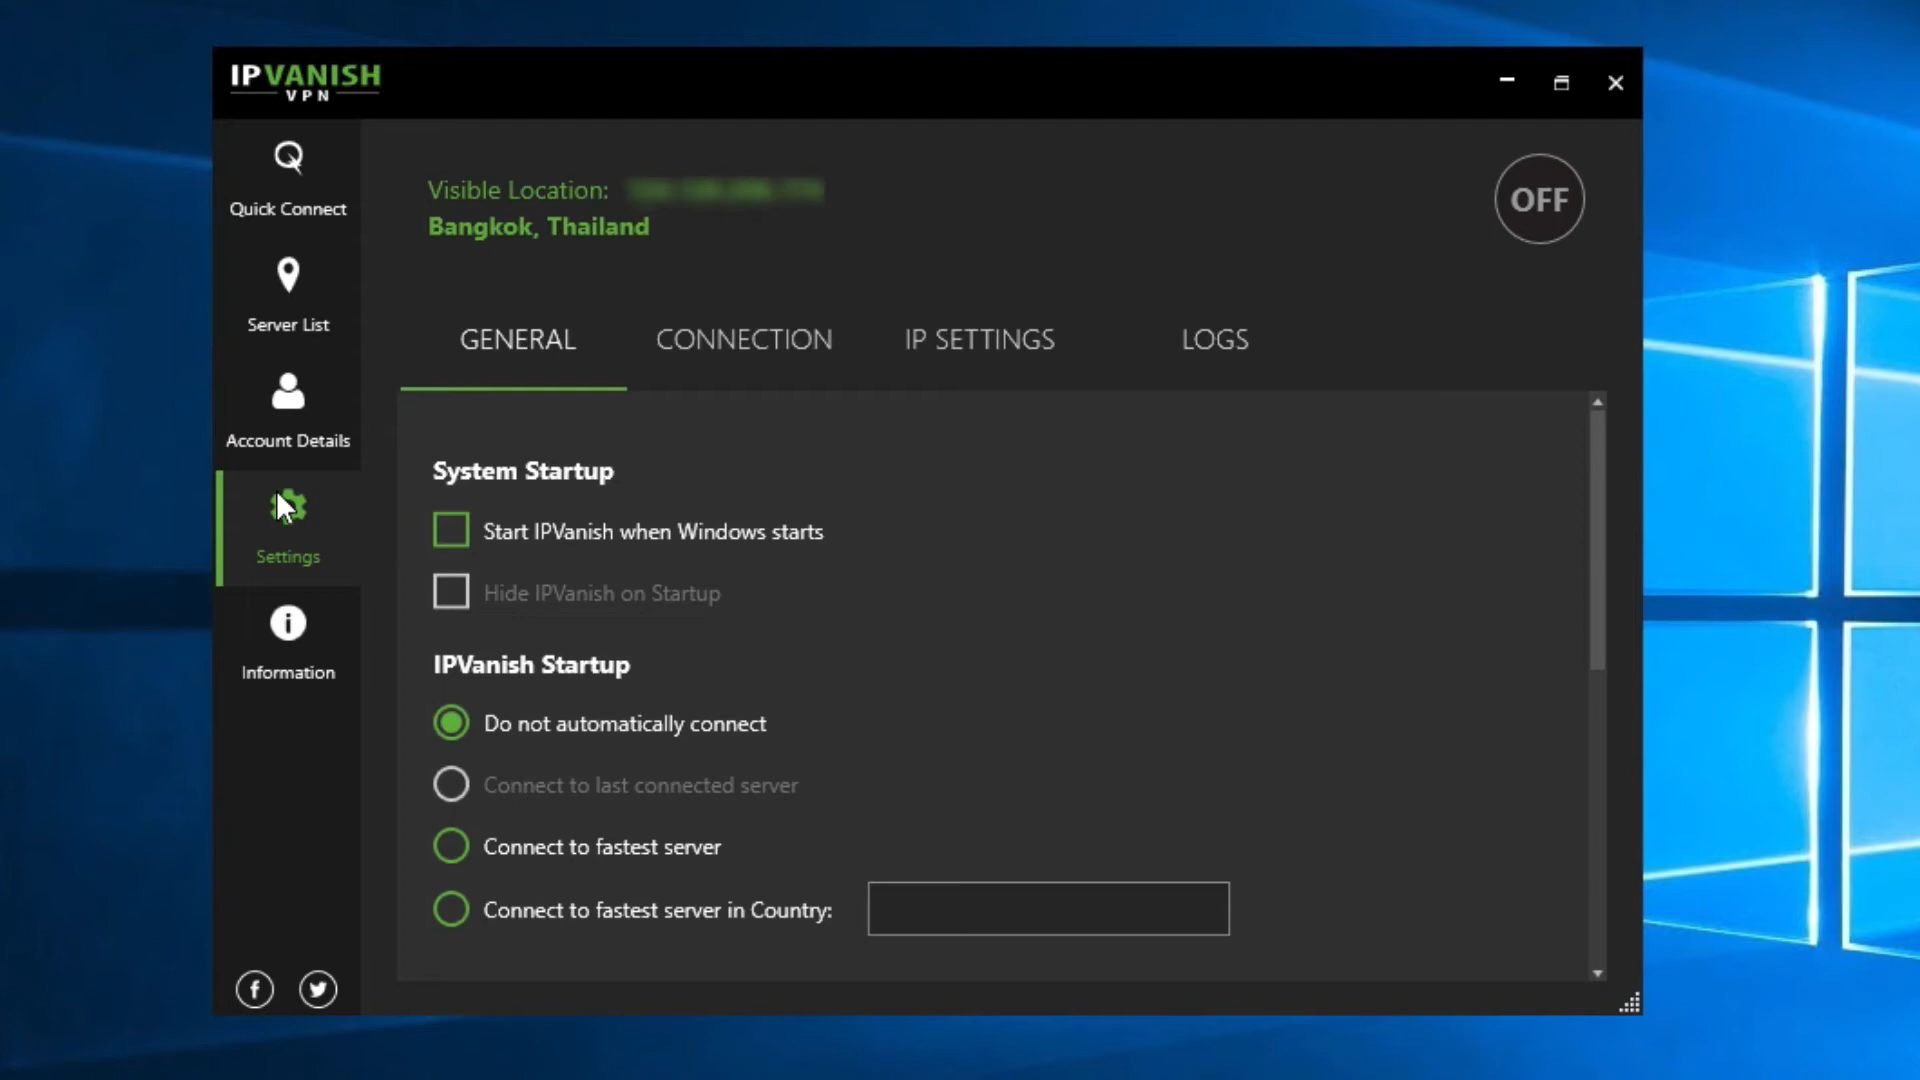 IPVANISH
VPN
Quick Connect
Server List
Account Details
Settings
Information
Visible Location:
Bangkok, Thailand
OFF
GENERAL CONNECTION IP SETTINGS LOGS
System Startup
Start IPVanish when Windows starts
Hide IPVanish on Startup
IPVanish Startup
Do not automatically connect
Connect to last connected server
Connect to fastest server
Connect to fastest server in Country: